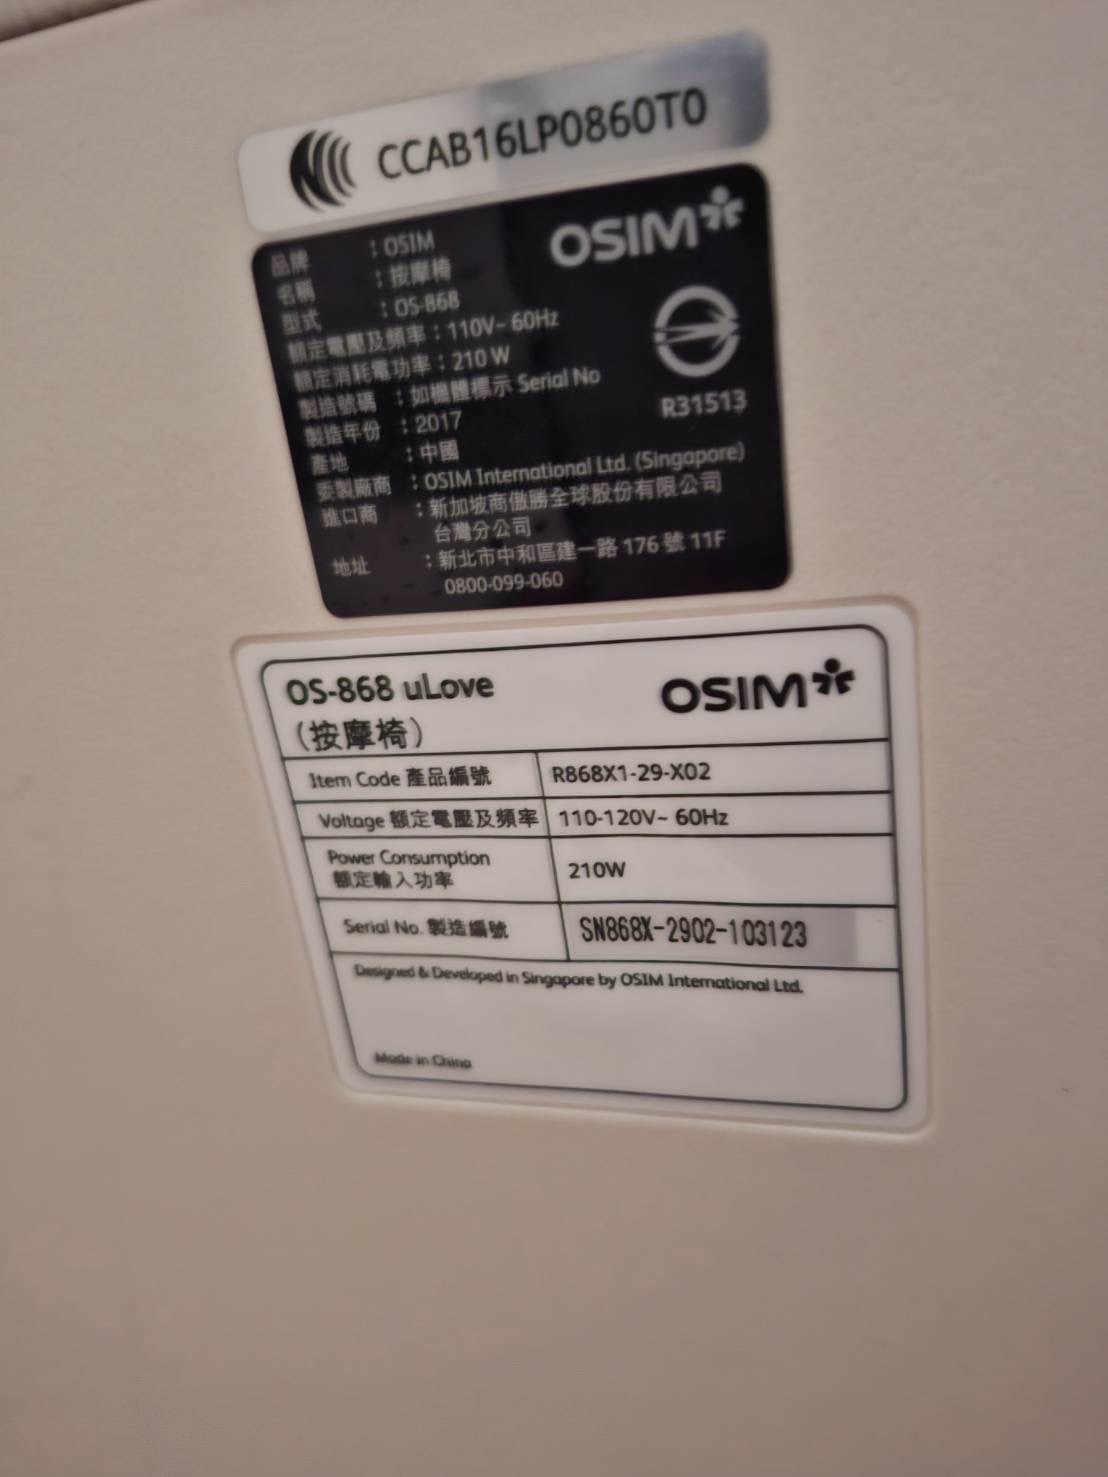 CCAB16LP0860T0
OSIM
品牌 : OSIM
名稱 : 按摩椅
型式 : OS-868
額定電壓及頻率 : 110V~ 60Hz
額定消耗電功率 : 210 W
製造號碼 : 如機體標示 Serial No
製造年份 : 2017
產地 : 中國
委製廠商 : OSIM International Ltd. (Singapore)
進口商 : 新加坡商傲勝全球股份有限公司
台灣分公司
地址 : 新北市中和區建一路 176 號 11F
0800-099-060
R31513
OS-868 uLove
(按摩椅)
OSIM
Item Code 產品編號 R868X1-29-X02
Voltage 額定電壓及頻率 110-120V~ 60Hz
Power Consumption
額定輸入功率 210W
Serial No. 製造編號 SN868X-2902-103123
Designed & Developed in Singapore by OSIM International Ltd.
Made in China